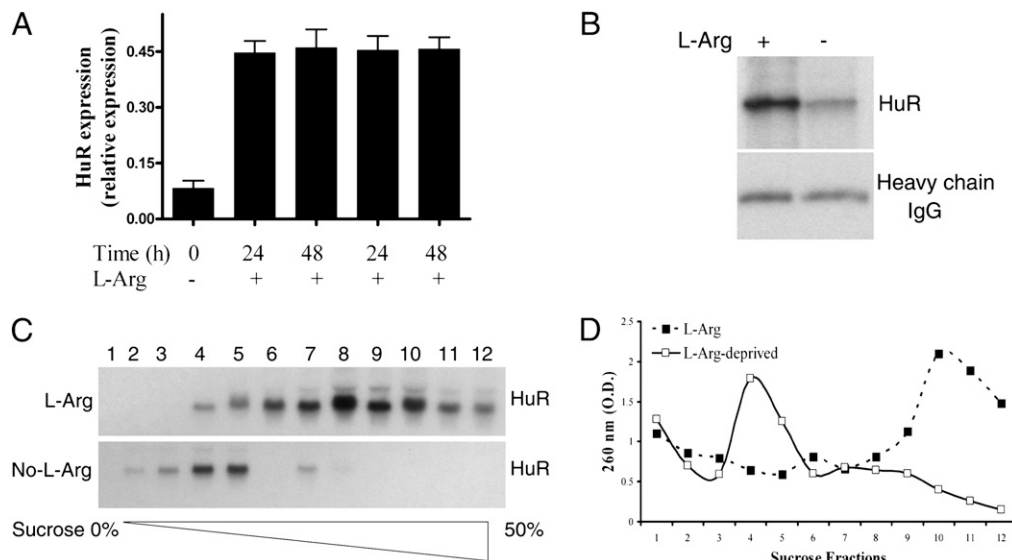 A
HuR expression
(relative expression)
0.45
0.30
0.15
0.00
Time (h) 0 24 48 24 48
L-Arg - + + + +
B
L-Arg + -
HuR
Heavy chain
IgG
C
1 2 3 4 5 6 7 8 9 10 11 12
L-Arg HuR
No-L-Arg HuR
Sucrose 0% 50%
D
L-Arg
L-Arg-deprived
260 nm (O.D.)
2.5
2
1.5
1
0.5
0
1 2 3 4 5 6 7 8 9 10 11 12
Sucrose Fractions